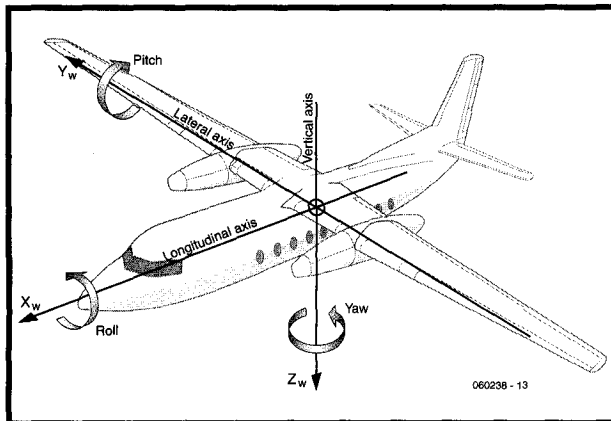 Pitch
Yw
Lateral axis
Vertical axis
Longitudinal axis
Xw
Roll
Yaw
Zw
060238 - 13